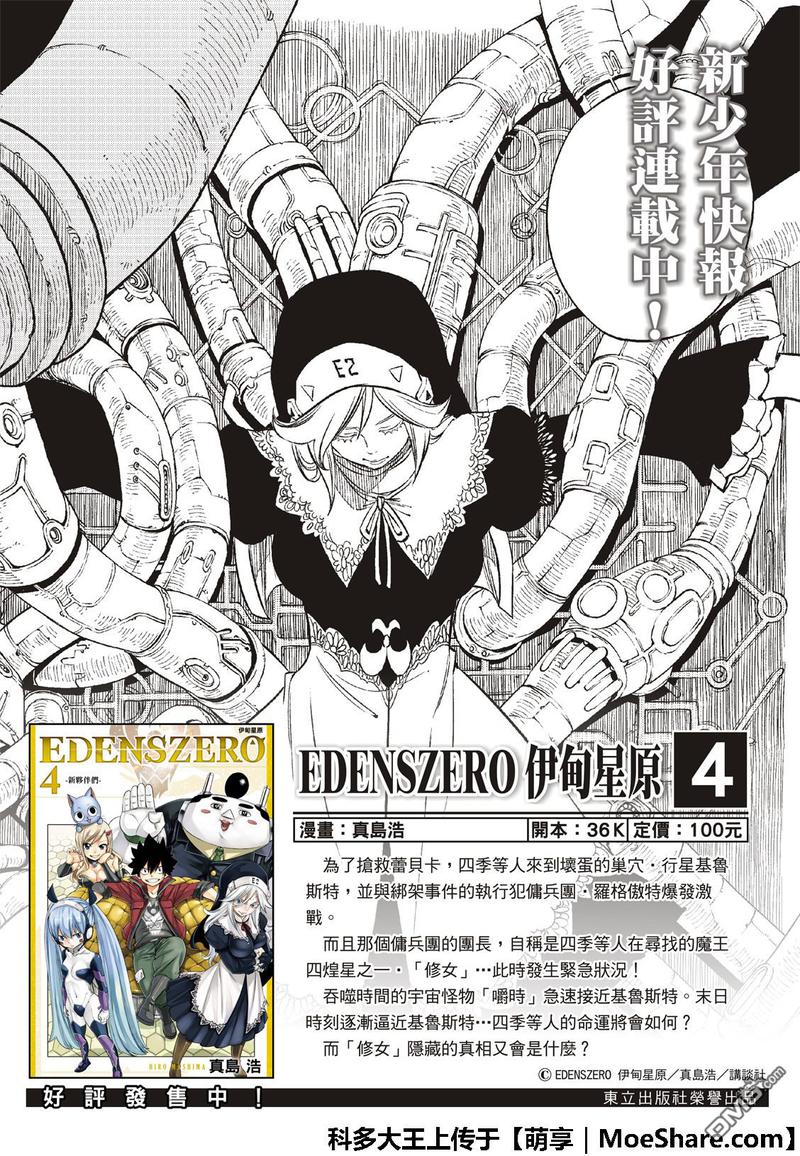 新少年快報
好評連載中！
EZ
EDENSZERO 伊甸星原 4
伊甸星原
EDENSZERO
4 -新夥伴們-
EZ
HIRO MASHIMA 真島 浩
漫畫：真島浩
開本：36K
定價：100元
為了搶救蕾貝卡，四季等人來到壞蛋的巢穴・行星基魯
斯特，並與綁架事件的執行犯傭兵團・羅格傲特爆發激
戰。
而且那個傭兵團的團長，自稱是四季等人在尋找的魔王
四煌星之一・「修女」…此時發生緊急狀況！
吞噬時間的宇宙怪物「嚼時」急速接近基魯斯特。末日
時刻逐漸逼近基魯斯特…四季等人的命運將會如何？
而「修女」隱藏的真相又會是什麼？
© EDENSZERO 伊甸星原／真島浩／講談社
好評發售中！
東立出版社榮譽出品
DM5.com
科多大王上传于【萌享｜MoeShare.com】